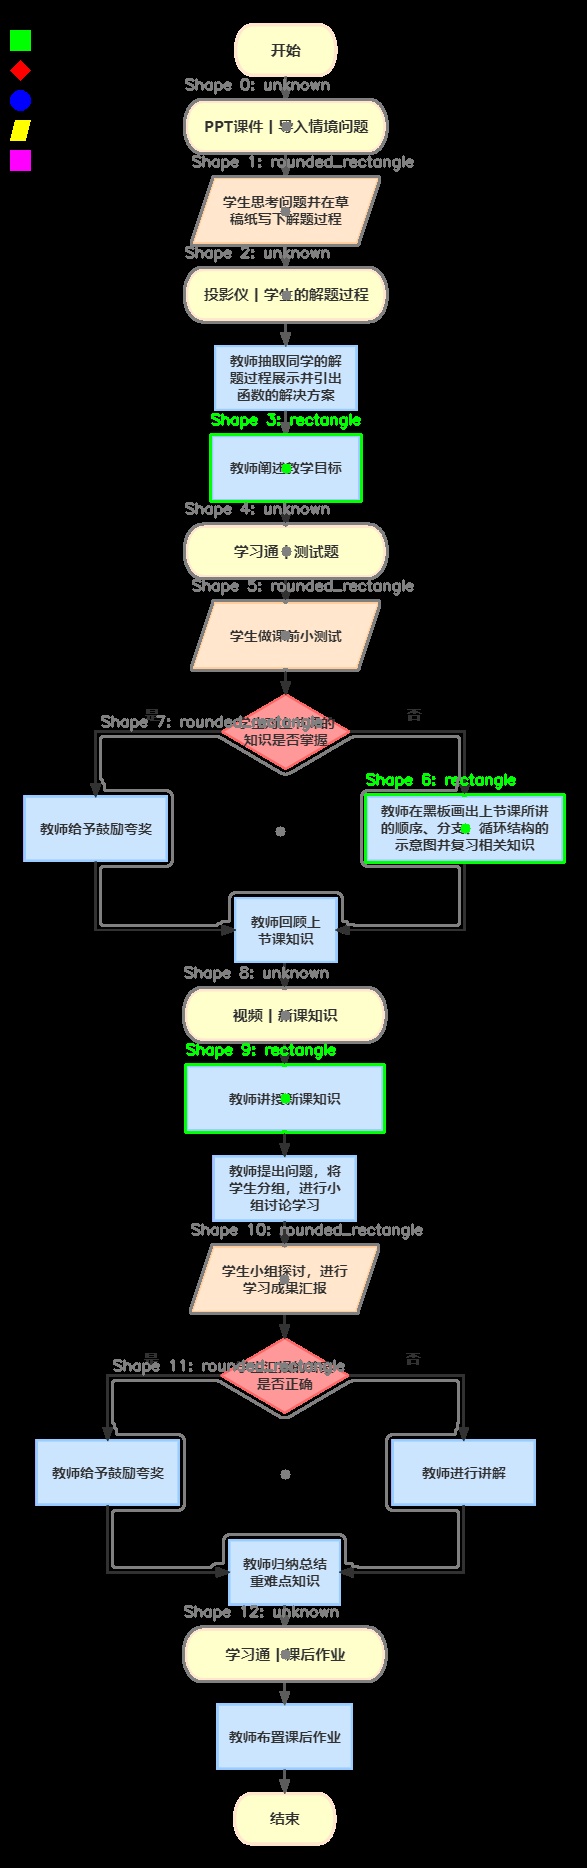 开始
Shape 0: unknown
PPT课件 | 导入情境问题
Shape 1: rounded_rectangle
学生思考问题并在草
稿纸写下解题过程
Shape 2: unknown
投影仪 | 学生的解题过程
教师抽取同学的解
题过程展示并引出
函数的解决方案
Shape 3: rectangle
教师阐述教学目标
Shape 4: unknown
学习通 | 测试题
Shape 5: rounded_rectangle
学生做课前小测试
是
否
Shape 7: rounded_rectangle
知识是否掌握
Shape 6: rectangle
教师给予鼓励夸奖
教师在黑板画出上节课所讲
的顺序、分支、循环结构的
示意图并复习相关知识
教师回顾上
节课知识
Shape 8: unknown
视频 | 新课知识
Shape 9: rectangle
教师讲授新课知识
教师提出问题，将
学生分组，进行小
组讨论学习
Shape 10: rounded_rectangle
学生小组探讨，进行
学习成果汇报
是
否
Shape 11: rounded_rectangle
是否正确
教师给予鼓励夸奖
教师进行讲解
教师归纳总结
重难点知识
Shape 12: unknown
学习通 | 课后作业
教师布置课后作业
结束